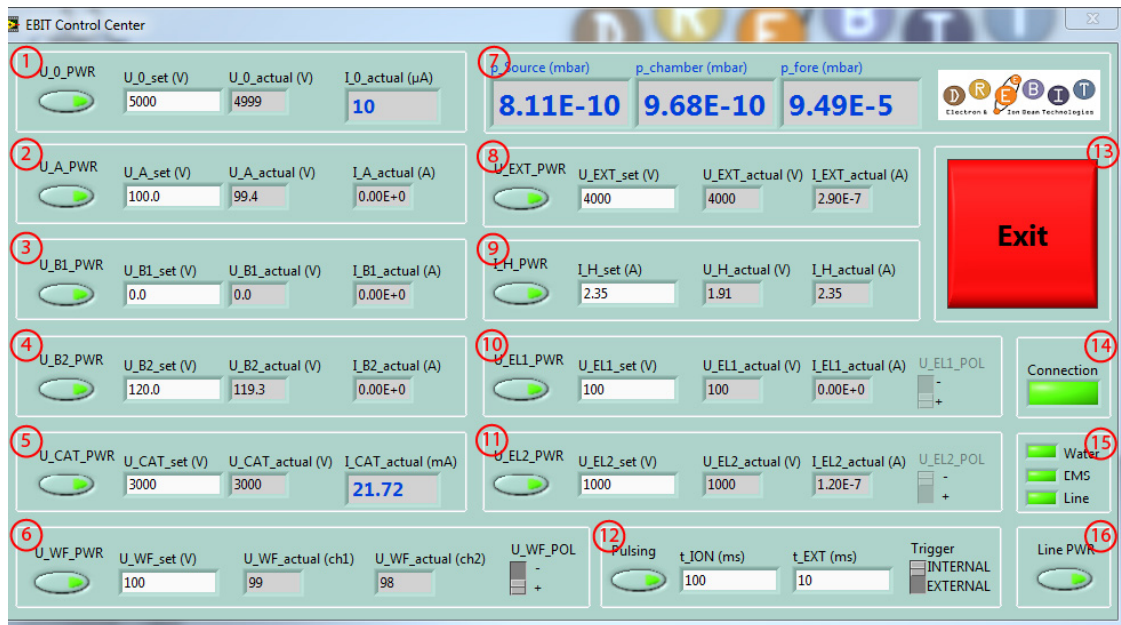 EBIT Control Center
DREEBIT
1
U_0_PWR
U_0_set (V) U_0_actual (V) I_0_actual (µA)
5000 4999 10
7
p_Source (mbar) p_chamber (mbar) p_fore (mbar)
8.11E-10 9.68E-10 9.49E-5
DREEBIT
Electron & Ion Beam Technologies
2
U_A_PWR
U_A_set (V) U_A_actual (V) I_A_actual (A)
100.0 99.4 0.00E+0
8
U_EXT_PWR
U_EXT_set (V) U_EXT_actual (V) I_EXT_actual (A)
4000 4000 2.90E-7
13
Exit
3
U_B1_PWR
U_B1_set (V) U_B1_actual (V) I_B1_actual (A)
0.0 0.0 0.00E+0
9
I_H_PWR
I_H_set (A) U_H_actual (V) I_H_actual (A)
2.35 1.91 2.35
4
U_B2_PWR
U_B2_set (V) U_B2_actual (V) I_B2_actual (A)
120.0 119.3 0.00E+0
10
U_EL1_PWR
U_EL1_set (V) U_EL1_actual (V) I_EL1_actual (A) U_EL1_POL
100 100 0.00E+0
-
+
14
Connection
5
U_CAT_PWR
U_CAT_set (V) U_CAT_actual (V) I_CAT_actual (mA)
3000 3000 21.72
11
U_EL2_PWR
U_EL2_set (V) U_EL2_actual (V) I_EL2_actual (A) U_EL2_POL
1000 1000 1.20E-7
-
+
15
Water
EMS
Line
6
U_WF_PWR
U_WF_set (V) U_WF_actual (ch1) U_WF_actual (ch2) U_WF_POL
100 99 98
-
+
12
Pulsing
t_ION (ms) t_EXT (ms) Trigger
100 10
INTERNAL
EXTERNAL
16
Line PWR